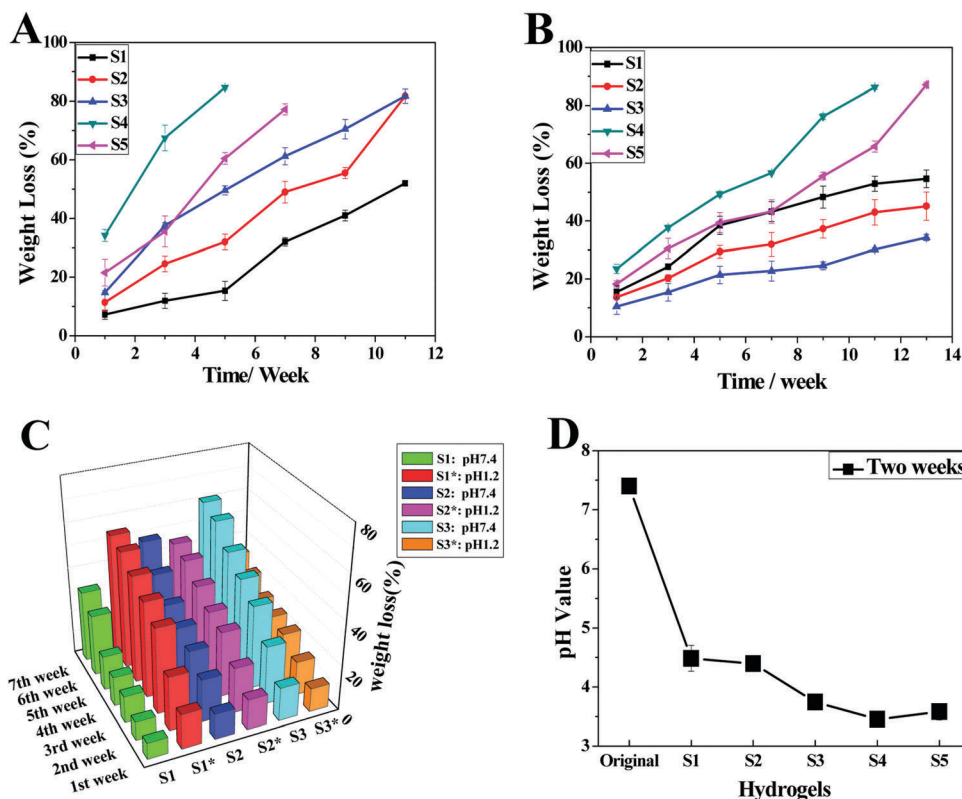 A
100
80
60
40
20
0
Weight Loss (%)
S1
S2
S3
S4
S5
0 2 4 6 8 10 12
Time/ Week
B
100
80
60
40
20
0
Weight Loss (%)
S1
S2
S3
S4
S5
0 2 4 6 8 10 12 14
Time / week
C
S1: pH7.4
S1*: pH1.2
S2: pH7.4
S2*: pH1.2
S3: pH7.4
S3*: pH1.2
80
60
40
20
0
weight loss(%)
7th week
6th week
5th week
4th week
3rd week
2nd week
1st week
S1 S1* S2 S2* S3 S3*
D
8
7
6
5
4
3
pH Value
Two weeks
Original S1 S2 S3 S4 S5
Hydrogels